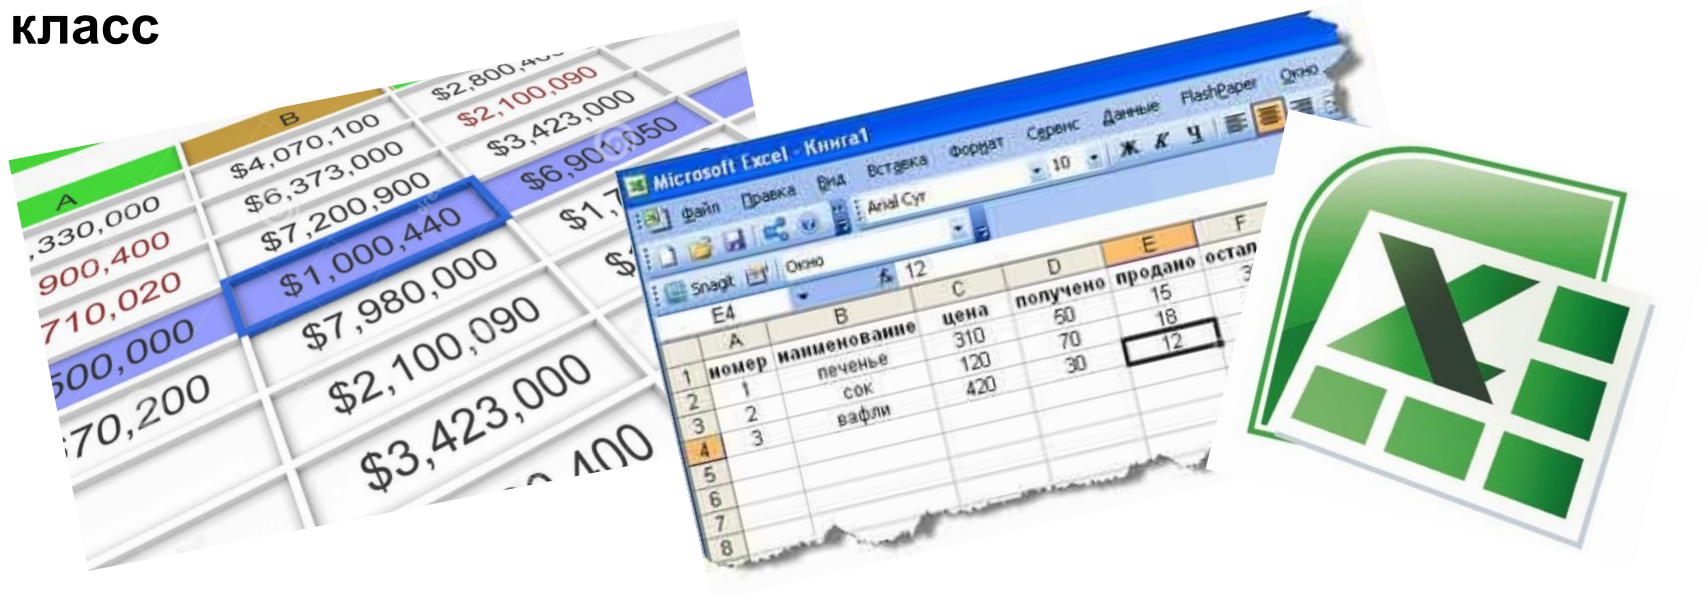 класс
A B
$2,100,090
$4,070,100 $3,423,000
,330,000 $6,373,000 $6,901,050
900,400 $7,200,900
710,020 $1,000,440
500,000 $7,980,000
70,200 $2,100,090
$3,423,000
Microsoft Excel - Книга1
Файл Правка Вид Вставка Формат Сервис Данные FlashPaper Окно
Arial Cyr 10 Ж К Ч
SnagIt Окно
E4 fx 12
A B C D E F
1 номер наименование цена получено продано остал
2 1 печенье 310 50 15
3 2 сок 120 70 18
4 3 вафли 420 30 12
5
6
7
8